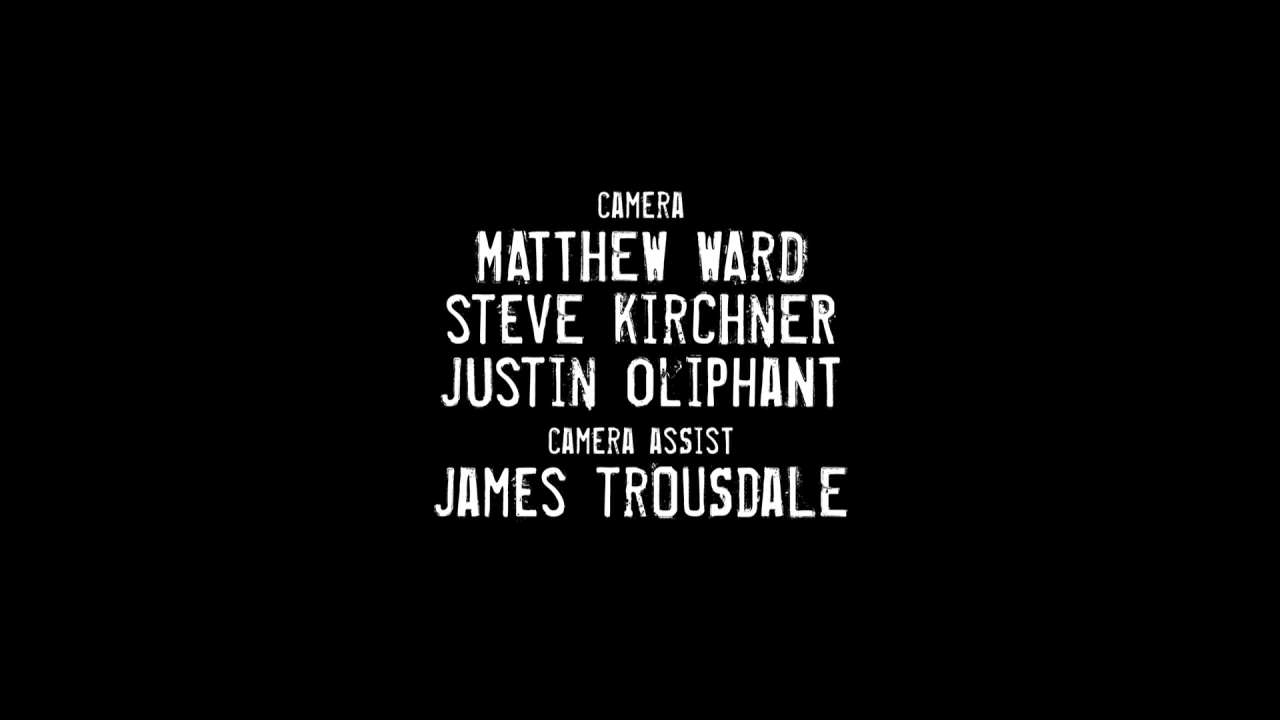 CAMERA
MATTHEW WARD
STEVE KIRCHNER
JUSTIN OLIPHANT
CAMERA ASSIST
JAMES TROUSDALE